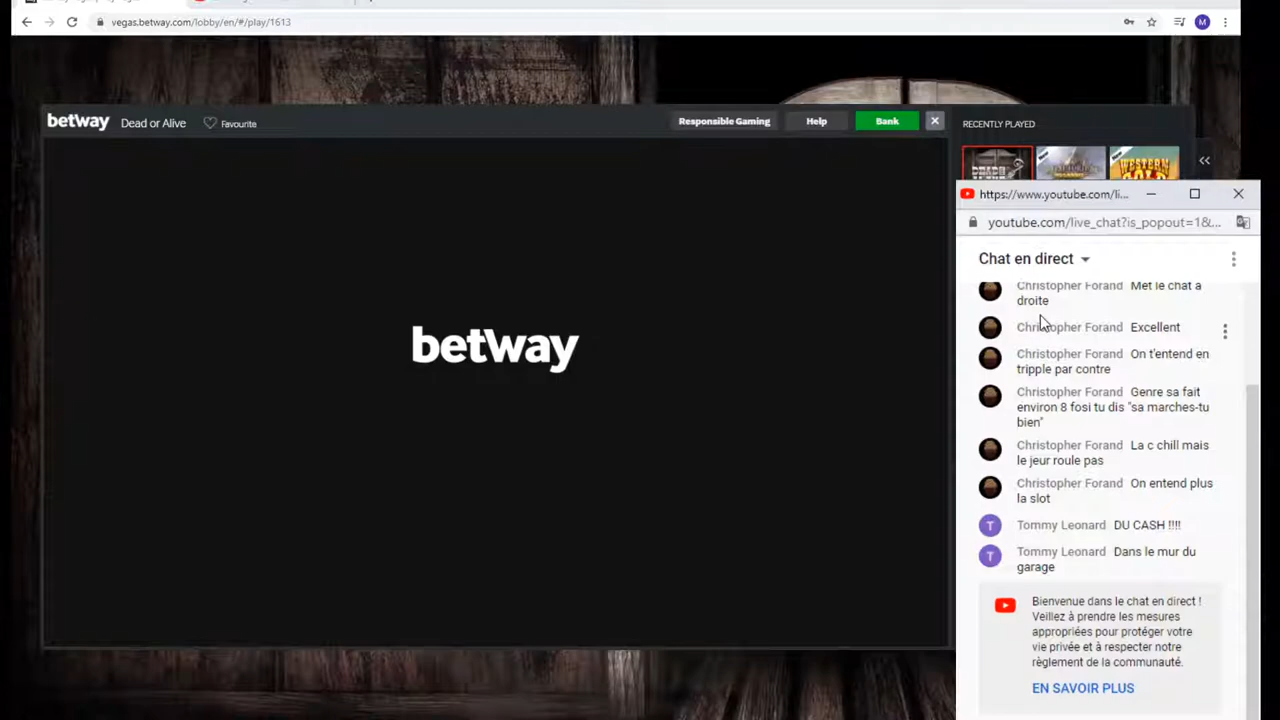 vegas.betway.com/lobby/en/#/play/1613
M
betway Dead or Alive Favourite Responsible Gaming Help Bank
RECENTLY PLAYED
WESTERN
GOLD
betway
https://www.youtube.com/li...
youtube.com/live_chat?is_popout=1&...
Chat en direct
Christopher Forand Met le chat a
droite
Christopher Forand Excellent
Christopher Forand On t'entend en
tripple par contre
Christopher Forand Genre sa fait
environ 8 fosi tu dis "sa marches-tu
bien"
Christopher Forand La c chill mais
le jeur roule pas
Christopher Forand On entend plus
la slot
T Tommy Leonard DU CASH !!!!
T Tommy Leonard Dans le mur du
garage
Bienvenue dans le chat en direct !
Veillez à prendre les mesures
appropriées pour protéger votre
vie privée et à respecter notre
règlement de la communauté.
EN SAVOIR PLUS